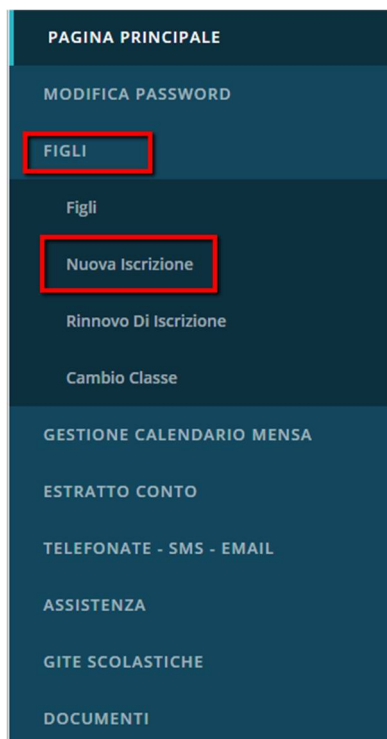 PAGINA PRINCIPALE
MODIFICA PASSWORD
FIGLI
Figli
Nuova Iscrizione
Rinnovo Di Iscrizione
Cambio Classe
GESTIONE CALENDARIO MENSA
ESTRATTO CONTO
TELEFONATE - SMS - EMAIL
ASSISTENZA
GITE SCOLASTICHE
DOCUMENTI